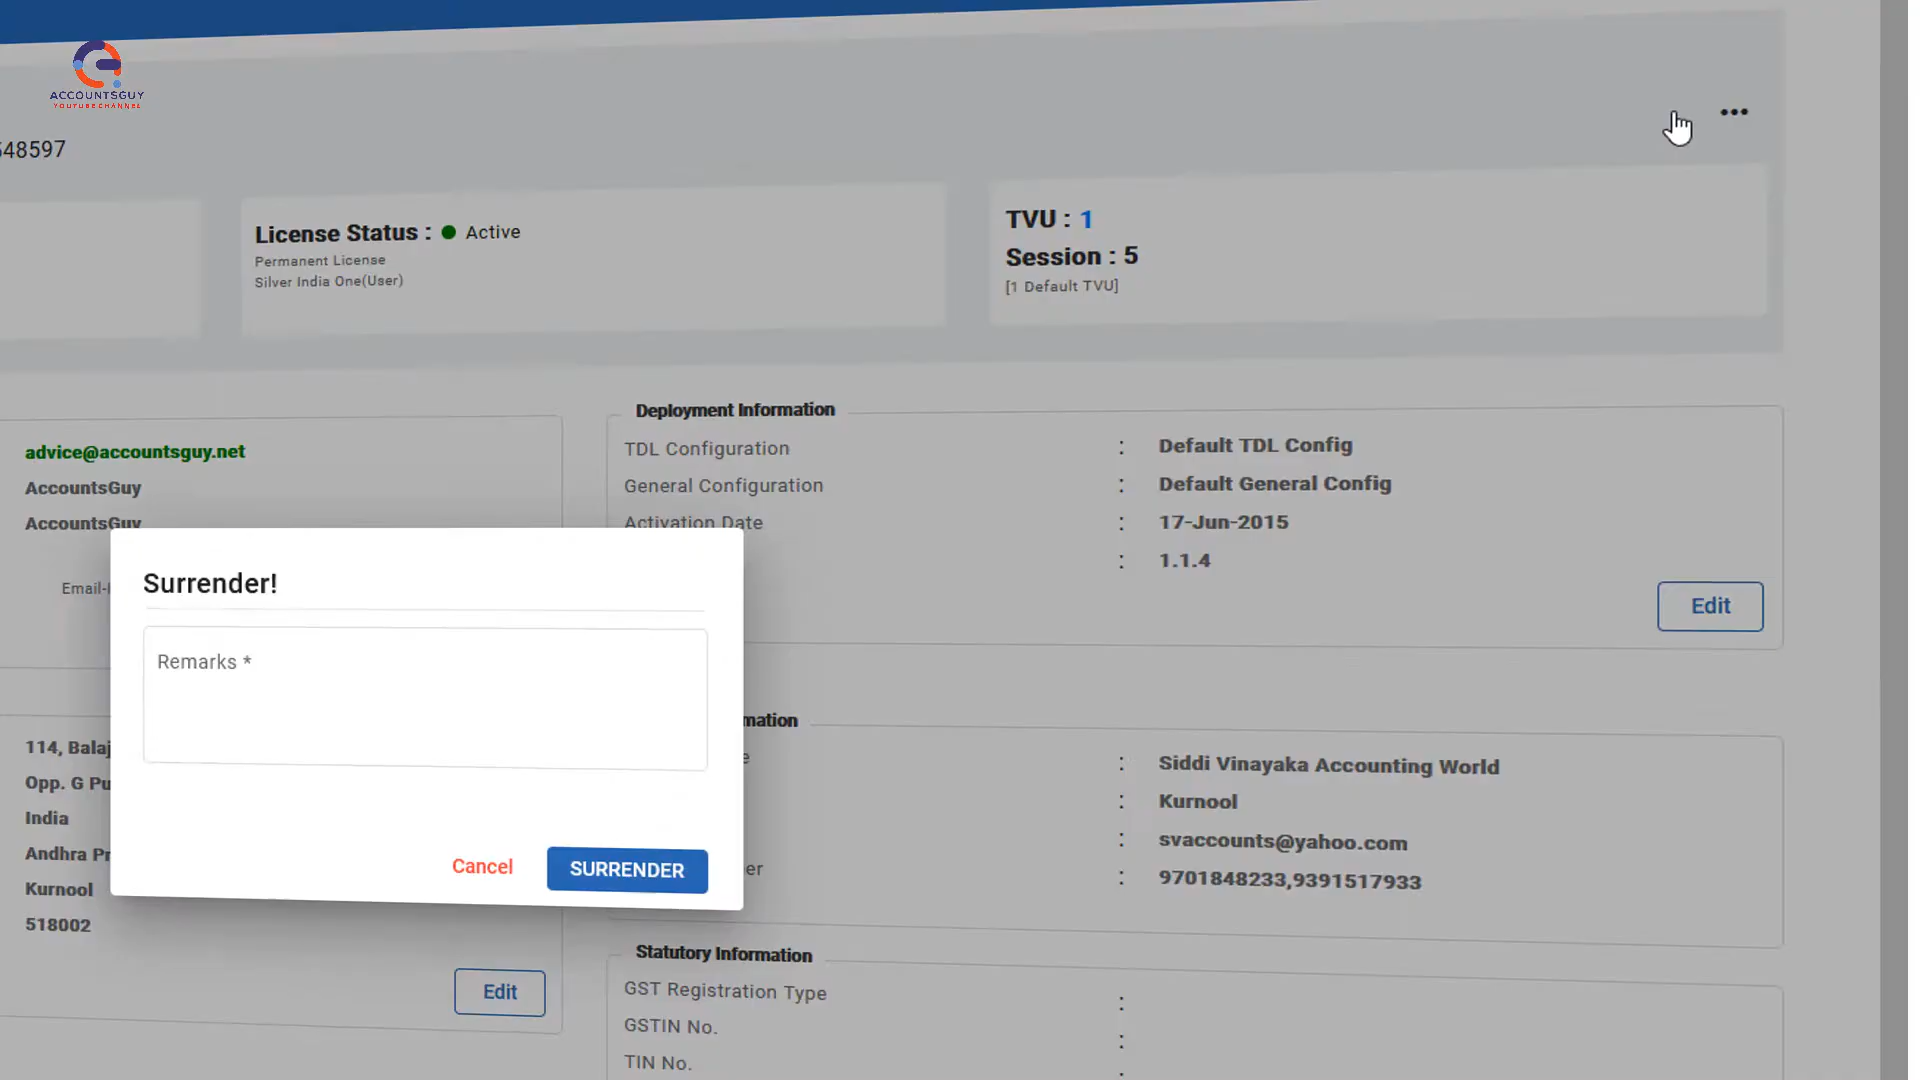 ACCOUNTSGUY
YOUTUBE CHANNEL
548597
•••
License Status : Active
Permanent License
Silver India One(User)
TVU : 1
Session : 5
[1 Default TVU]
advice@accountsguy.net
AccountsGuy
AccountsGuy
Email-I
Deployment Information
TDL Configuration : Default TDL Config
General Configuration : Default General Config
Activation Date : 17-Jun-2015
: 1.1.4
Edit
Surrender!
Remarks *
Cancel
SURRENDER
114, Balaj
Opp. G Pu
India
Andhra Pr
Kurnool
518002
Edit
mation
e : Siddi Vinayaka Accounting World
: Kurnool
: svaccounts@yahoo.com
er : 9701848233,9391517933
Statutory Information
GST Registration Type :
GSTIN No. :
TIN No. :